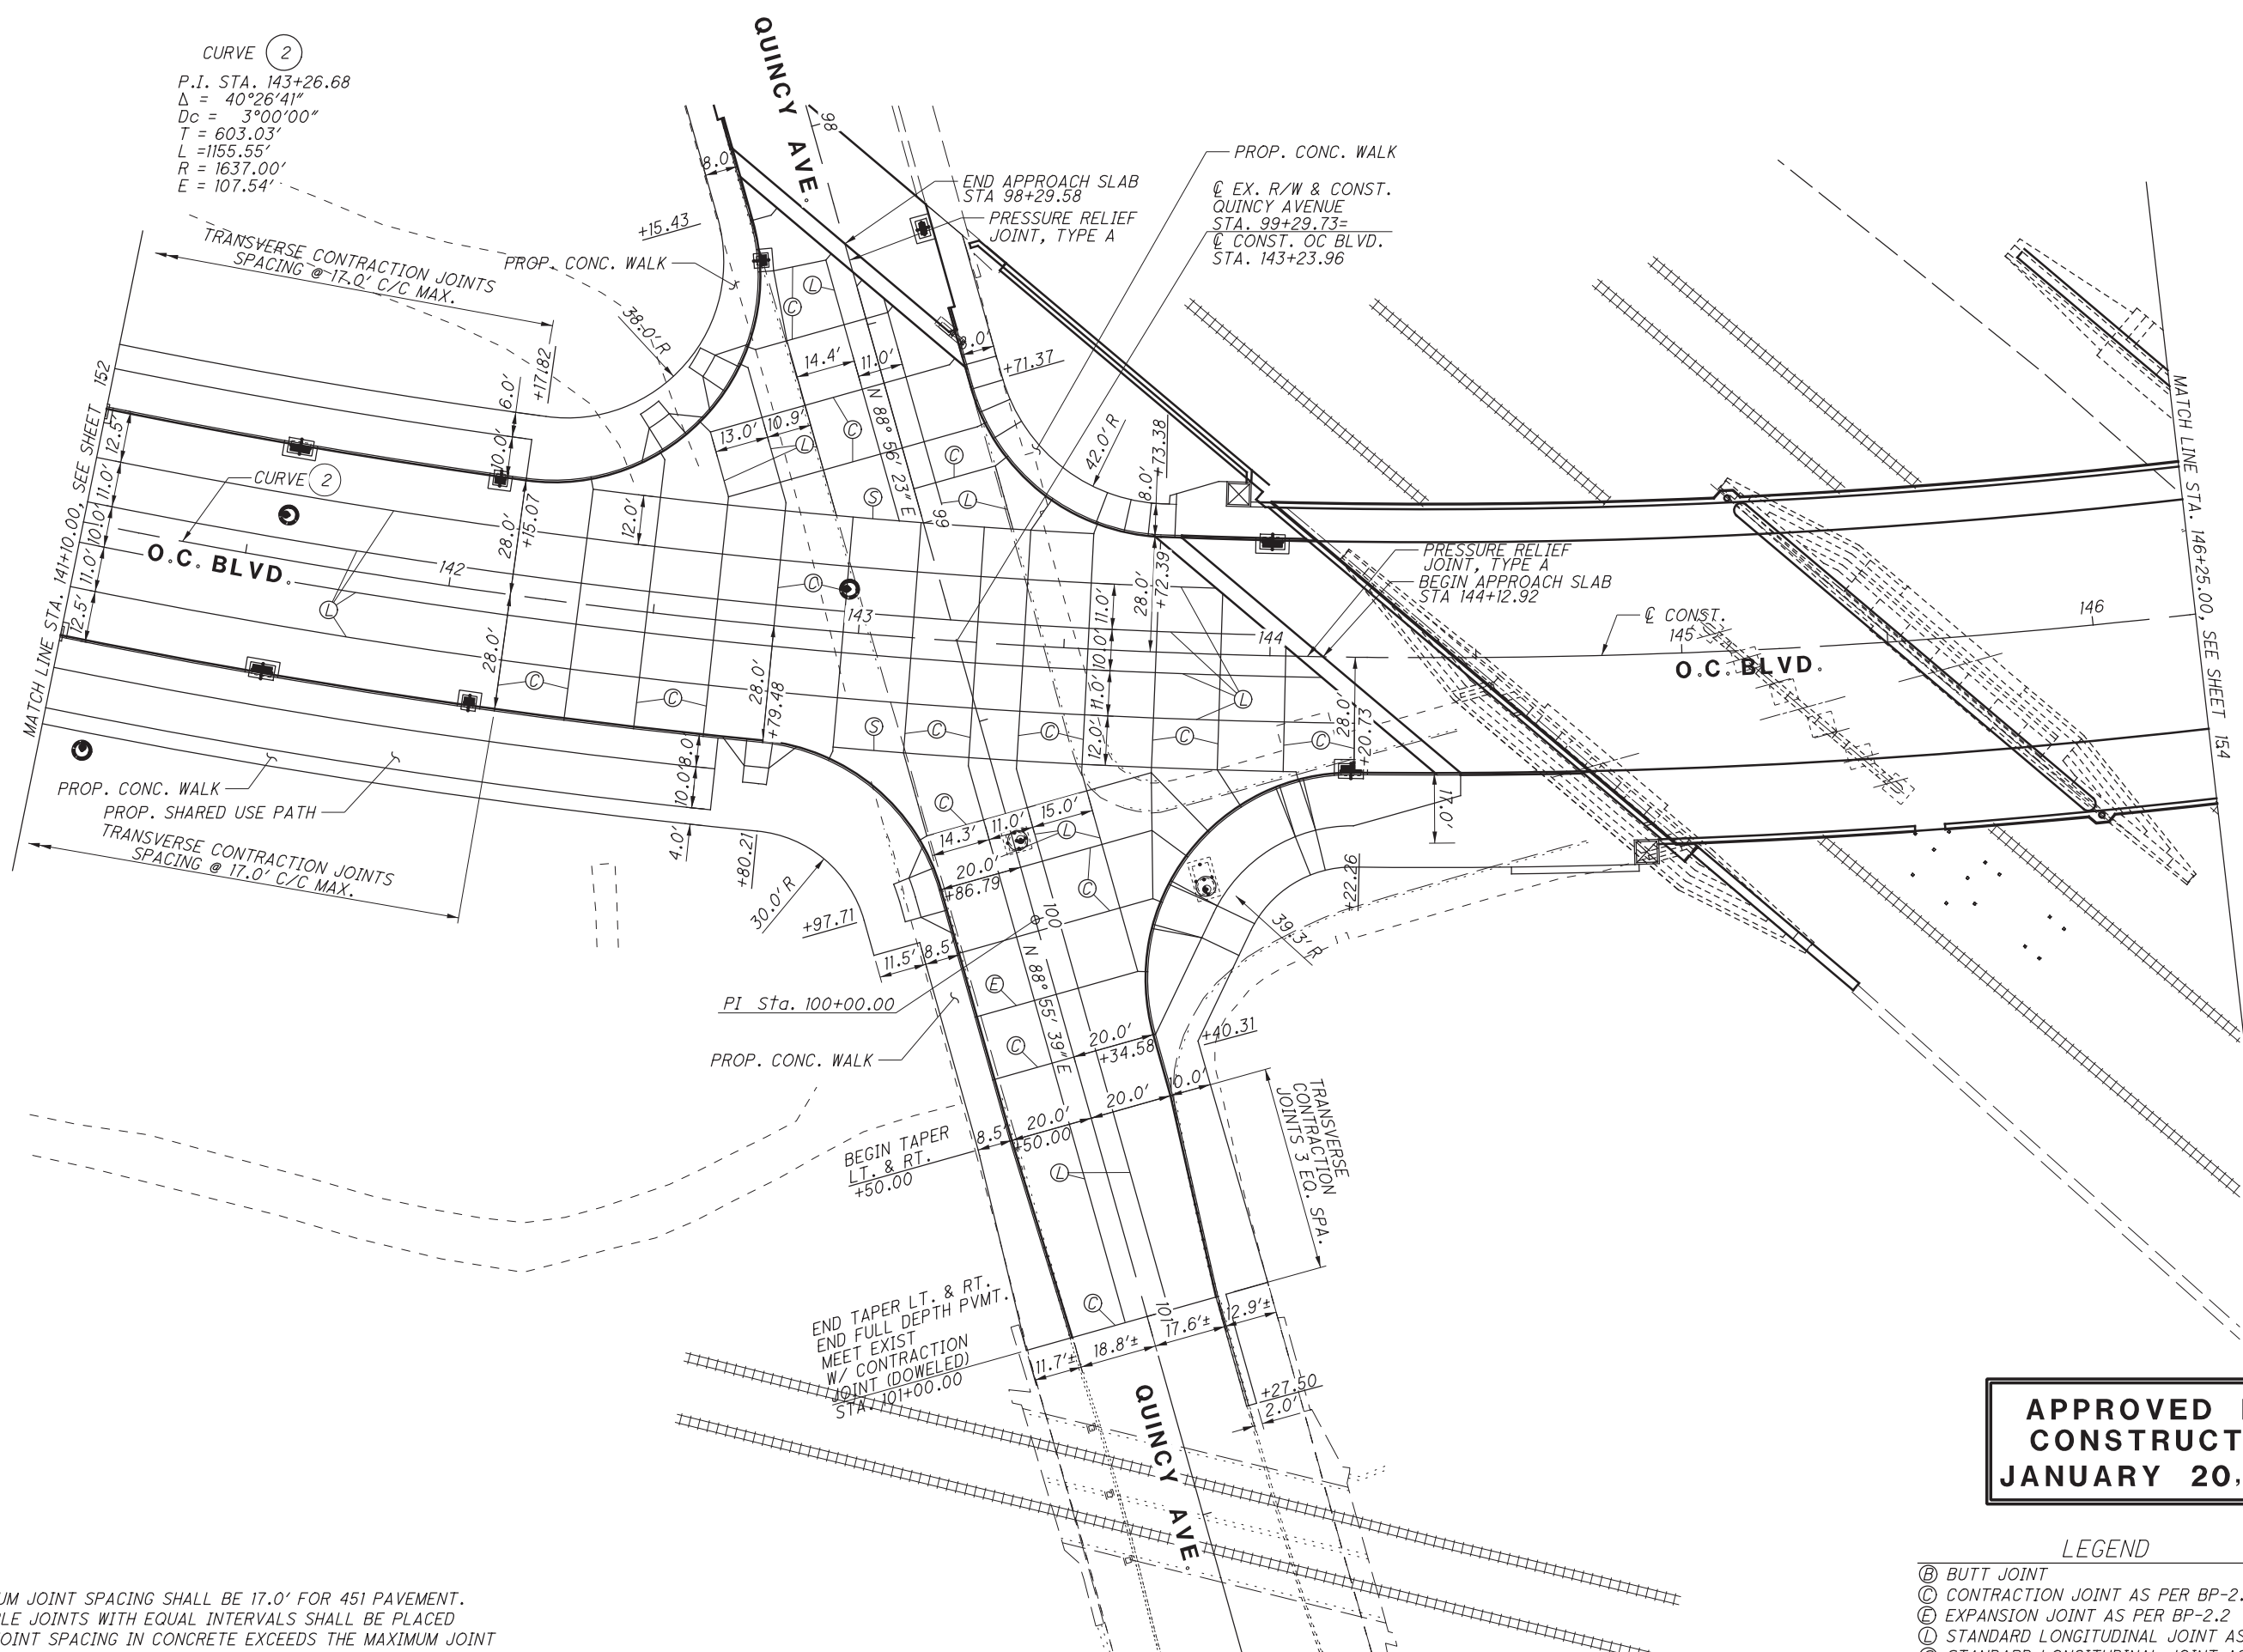 CURVE 2
P.I. STA. 143+26.68
Δ = 40°26'41"
Dc = 3°00'00"
T = 603.03'
L =1155.55'
R = 1637.00'
E = 107.54'
QUINCY AVE.
98
8.0'
END APPROACH SLAB
STA 98+29.58
PRESSURE RELIEF
JOINT, TYPE A
PROP. CONC. WALK
℄ EX. R/W & CONST.
QUINCY AVENUE
STA. 99+29.73=
℄ CONST. OC BLVD.
STA. 143+23.96
+15.43
PROP. CONC. WALK
TRANSVERSE CONTRACTION JOINTS
SPACING @ 17.0' C/C MAX.
38.0' R
+17.82
6.0'
10.0'
14.4'
11.0'
8.0'
+71.37
N 88° 56' 23" E
13.0'
10.9'
42.0' R
+73.38
8.0'
C
L
L
C
C
L
S
99
MATCH LINE STA. 141+10.00, SEE SHEET 152
12.5'
11.0'
10.0'
11.0'
12.5'
CURVE 2
O.C. BLVD.
142
L
28.0'
+15.07
28.0'
12.0'
C
143
28.0'
+79.48
28.0'
+72.39
11.0'
10.0'
11.0'
12.0'
144
L
PRESSURE RELIEF
JOINT, TYPE A
BEGIN APPROACH SLAB
STA 144+12.92
℄ CONST.
145
O.C. BLVD.
146
MATCH LINE STA. 146+25.00, SEE SHEET 154
C
C
S
C
C
C
C
28.0'
+20.73
8.0'
10.0'
17.0'
PROP. CONC. WALK
PROP. SHARED USE PATH
TRANSVERSE CONTRACTION JOINTS
SPACING @ 17.0' C/C MAX.
4.0'
+80.21
30.0' R
+97.71
C
14.3'
11.0'
15.0'
L
20.0'
+86.79
C
+22.26
39.3' R
11.5'
8.5'
100
PI Sta. 100+00.00
E
N 88° 55' 39" E
PROP. CONC. WALK
C
20.0'
+34.58
+40.31
TRANSVERSE
CONTRACTION
JOINTS 3 EQ. SPA.
BEGIN TAPER
LT. & RT.
+50.00
8.5'
20.0'
+50.00
20.0'
10.0'
L
END TAPER LT. & RT.
END FULL DEPTH PVMT.
MEET EXIST
W/ CONTRACTION
JOINT (DOWELED)
STA. 101+00.00
C
101
11.7'±
18.8'±
17.6'±
12.9'±
+27.50
2.0'
QUINCY AVE.
APPROVED
CONSTRUCT
JANUARY 20,
LEGEND
B BUTT JOINT
C CONTRACTION JOINT AS PER BP-2.
E EXPANSION JOINT AS PER BP-2.2
L STANDARD LONGITUDINAL JOINT AS
UM JOINT SPACING SHALL BE 17.0' FOR 451 PAVEMENT.
LE JOINTS WITH EQUAL INTERVALS SHALL BE PLACED
OINT SPACING IN CONCRETE EXCEEDS THE MAXIMUM JOINT